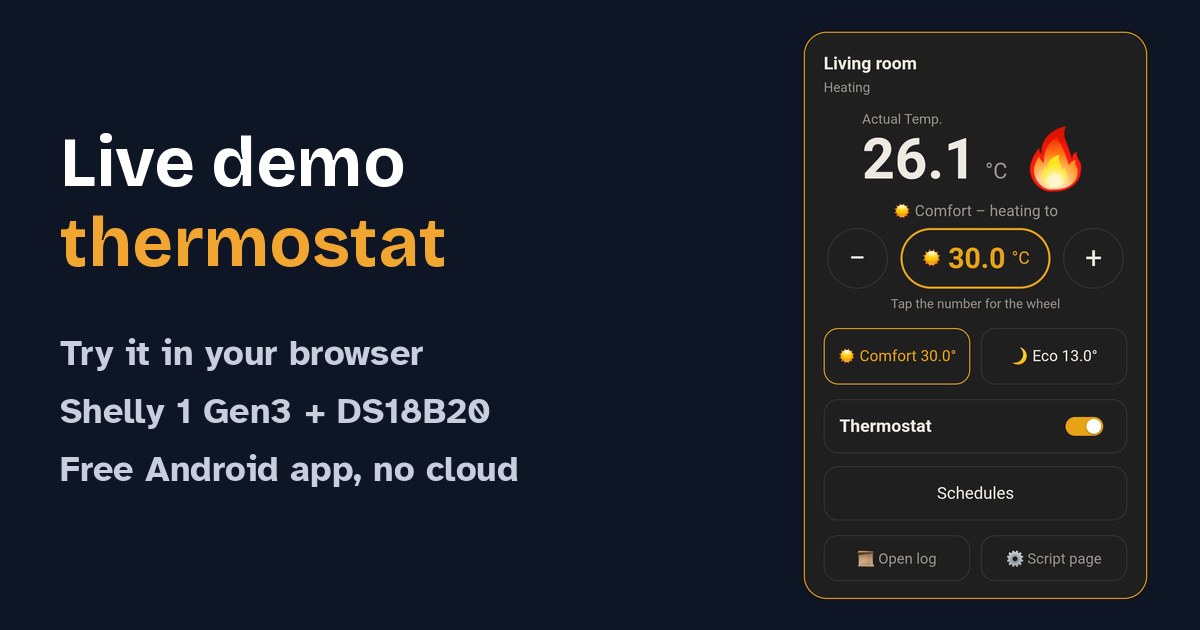 Live demo
thermostat
Try it in your browser
Shelly 1 Gen3 + DS18B20
Free Android app, no cloud
Living room
Heating
Actual Temp.
26.1 °C
Comfort – heating to
− 30.0 °C +
Tap the number for the wheel
Comfort 30.0° Eco 13.0°
Thermostat
Schedules
Open log Script page